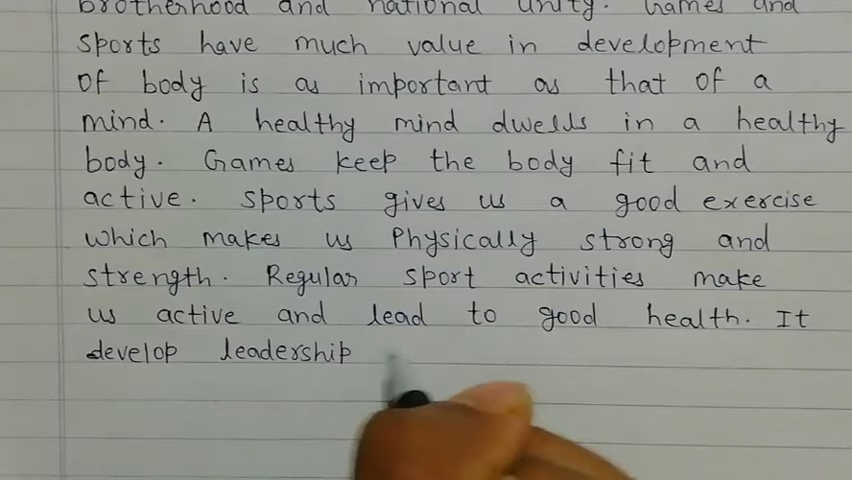 brotherhood and national unity. Games and
sports have much value in development
of body is as important as that of a
mind. A healthy mind dwells in a healthy
body. Games keep the body fit and
active. sports gives us a good exercise
which makes us Physically strong and
strength. Regular sport activities make
us active and lead to good health. It
develop leadership